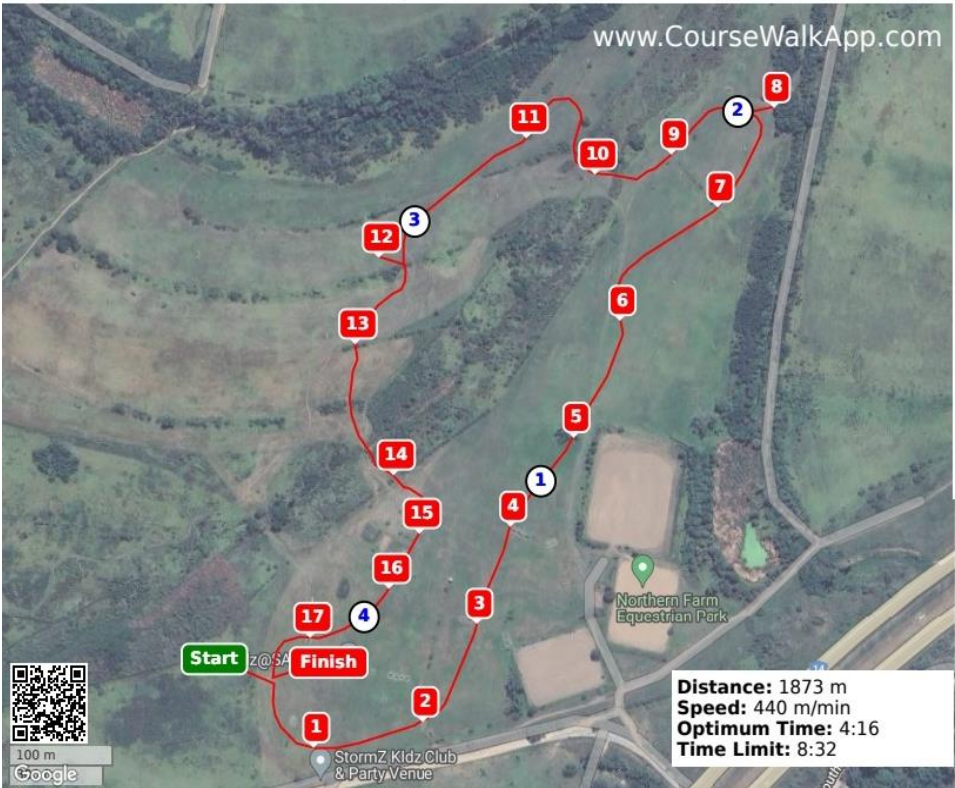 www.CourseWalkApp.com
8
2
11
9
10
7
3
12
6
13
5
14
1
4
15
16
3
Northern Farm
Equestrian Park
17
4
Start
z@SA
Finish
14
2
1
StormZ KIdz Club
& Party Venue
100 m
Google
Distance: 1873 m
Speed: 440 m/min
Optimum Time: 4:16
Time Limit: 8:32